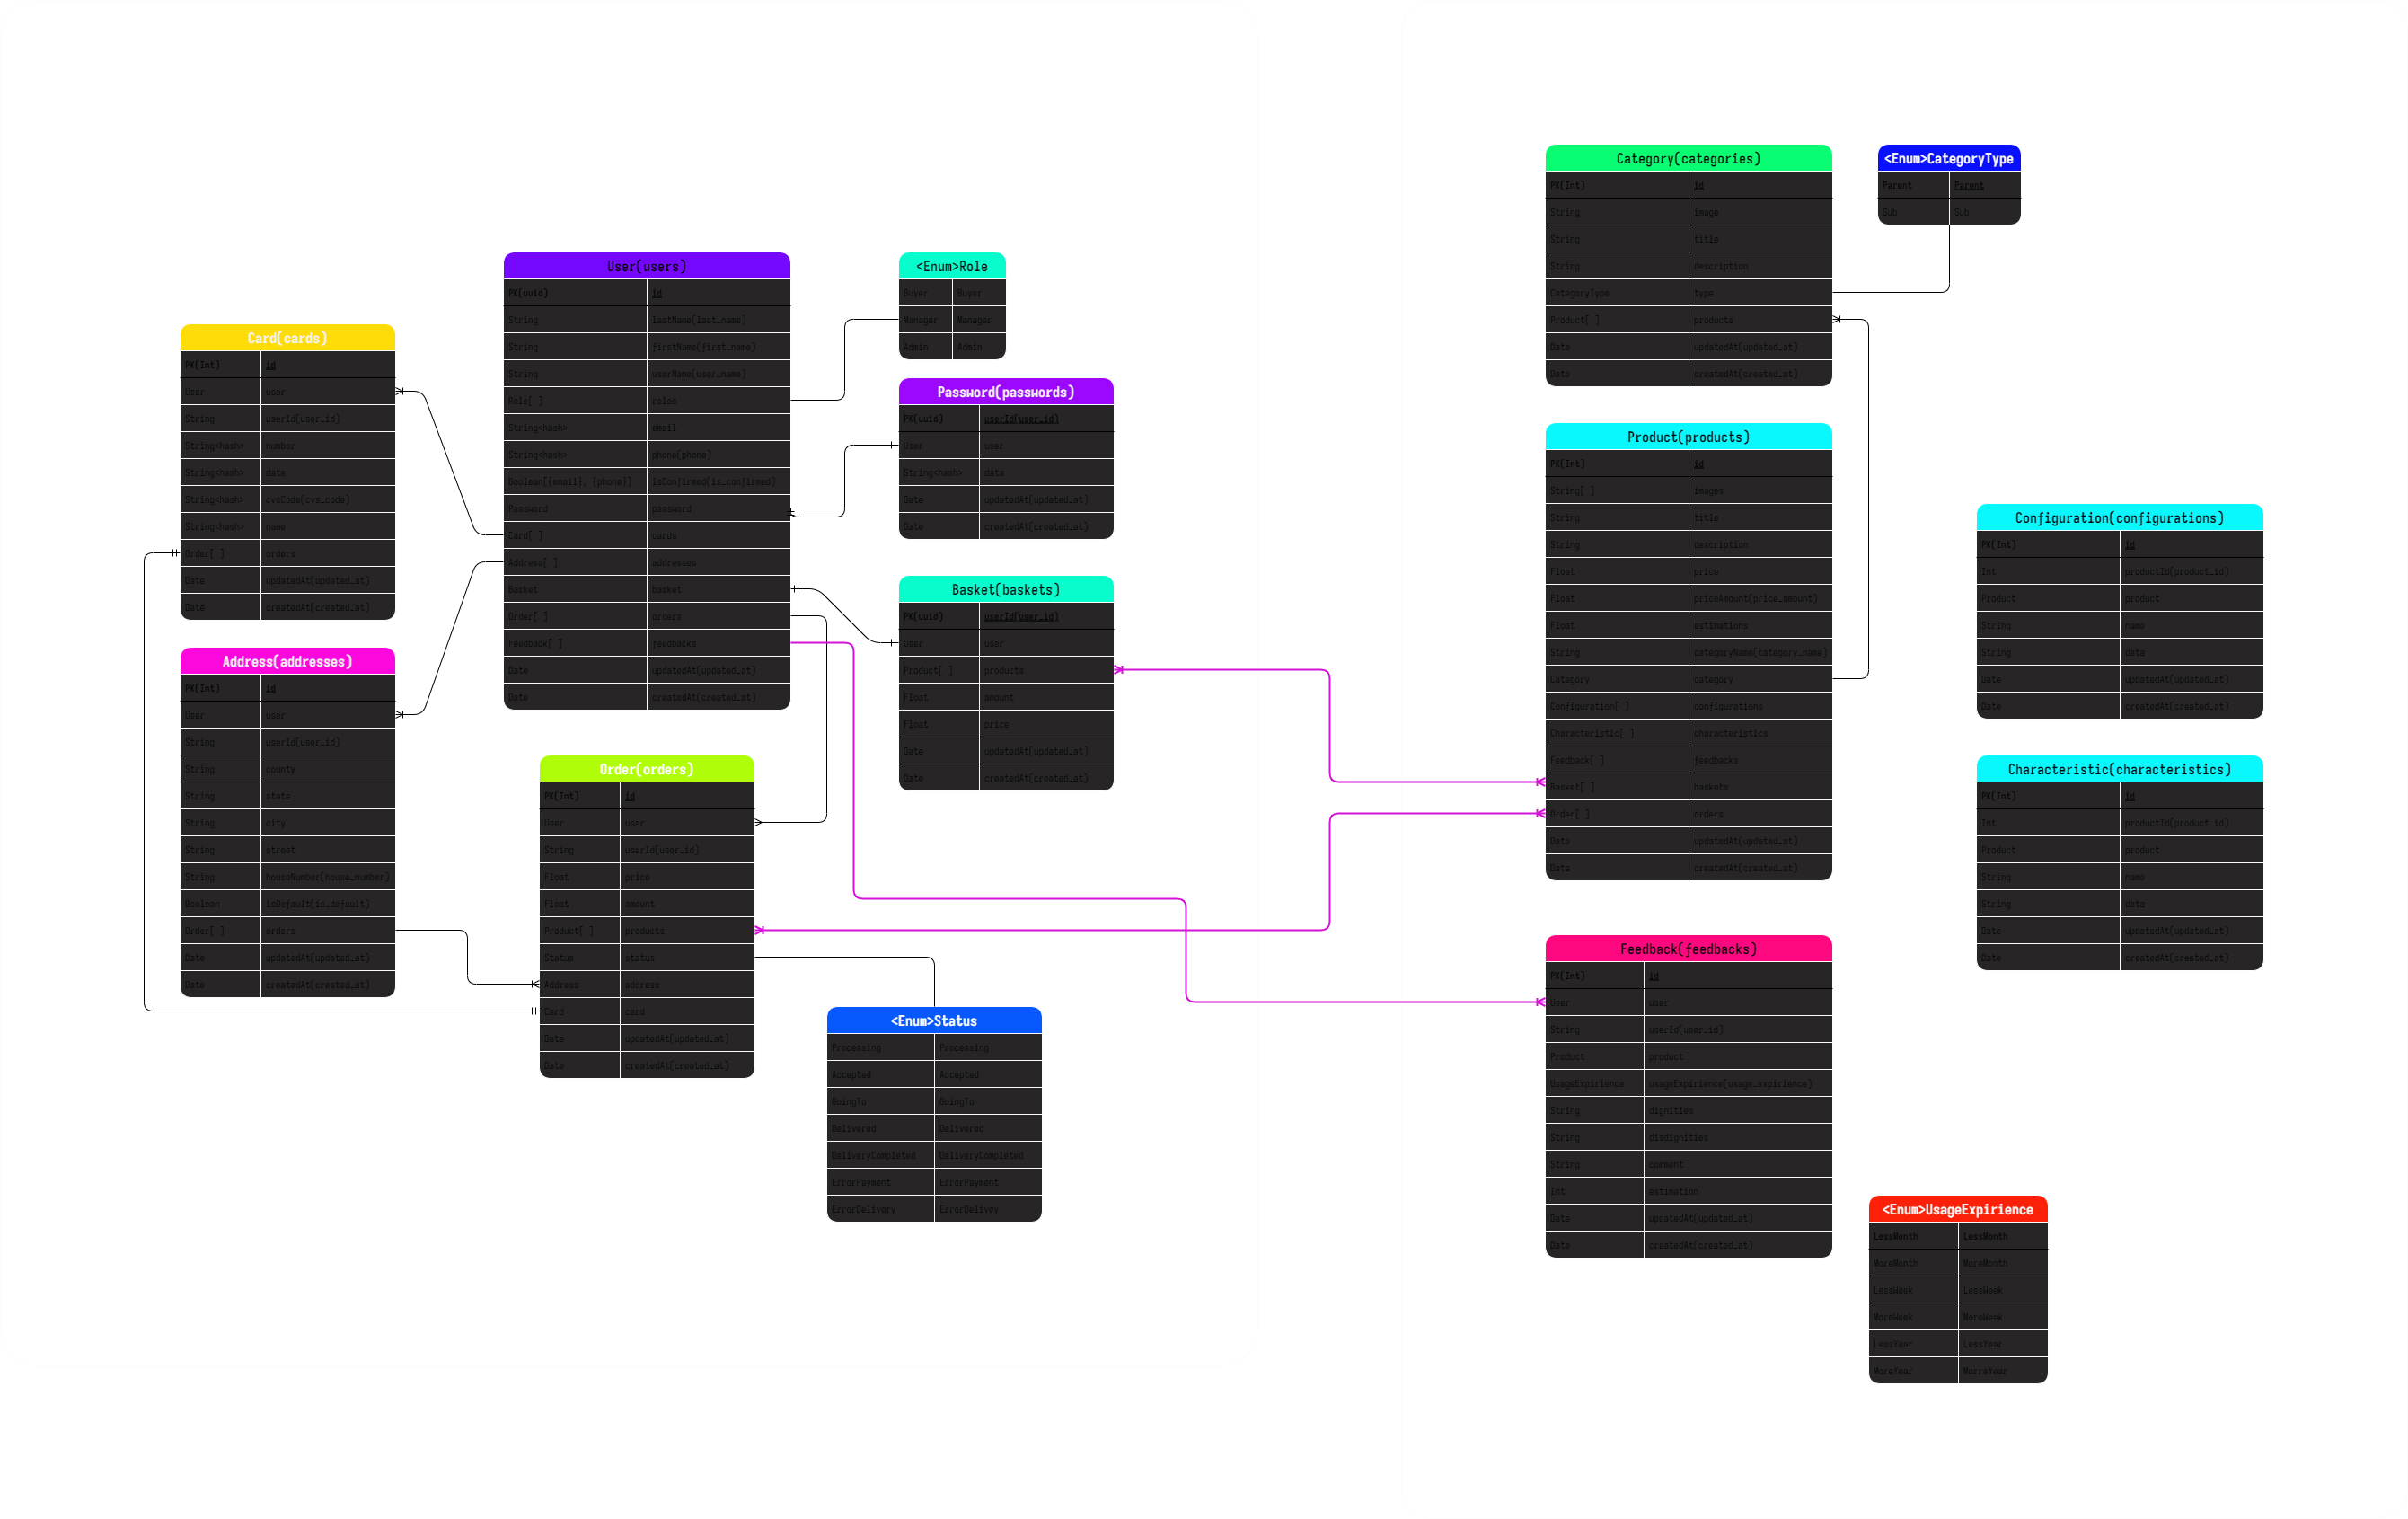 Card(cards)
PK(Int) id
User user
String userId(user_id)
String<hash> number
String<hash> data
String<hash> cvsCode(cvs_code)
String<hash> name
Order[ ] orders
Date updatedAt(updated_at)
Date createdAt(created_at)
Address(addresses)
PK(Int) id
User user
String userId(user_id)
String county
String stata
String city
String street
String houseNumber(house_number)
Boolean isDefault(is_default)
Order[ ] orders
Date updatedAt(updated_at)
Date createdAt(created_at)
User(users)
PK(uuid) id
String lastName(last_name)
String firstName(first_name)
String userName(user_name)
Role[ ] roles
String<hash> email
String<hash> phone(phone)
Boolean[{email}, {phone}] isConfirmed(is_confirmed)
Password password
Card[ ] cards
Address[ ] addresses
Basket basket
Order[ ] orders
Feedback[ ] feedbacks
Date updatedAt(updated_at)
Date createdAt(created_at)
Order(orders)
PK(Int) id
User user
String userId(user_id)
Float price
Float amount
Product[ ] products
Status status
Address address
Card card
Date updatedAt(updated_at)
Date createdAt(created_at)
<Enum>Role
Buyer Buyer
Manager Manager
Admin Admin
Password(passwords)
PK(uuid) userId(user_id)
User user
String<hash> data
Date updatedAt(updated_at)
Date createdAt(created_at)
Basket(baskets)
PK(uuid) userId(user_id)
User user
Product[ ] products
Float amount
Float price
Date updatedAt(updated_at)
Date createdAt(created_at)
<Enum>Status
Processing Processing
Accepted Accepted
GoingTo GoingTo
Delivered Delivered
DeliveryCompleted DeliveryCompleted
ErrorPayment ErrorPayment
ErrorDelivery ErrorDelivey
Category(categories)
PK(Int) id
String image
String title
String description
CategoryType type
Product[ ] products
Date updatedAt(updated_at)
Date createdAt(created_at)
<Enum>CategoryType
Parent Parent
Sub Sub
Product(products)
PK(Int) id
String[ ] images
String title
String description
Float price
Float priceAmount(price_amount)
Float estimations
String categoryName(category_name)
Category category
Configuration[ ] configurations
Characteristic[ ] characteristics
Feedback[ ] feedbacks
Basket[ ] baskets
Order[ ] orders
Date updatedAt(updated_at)
Date createdAt(created_at)
Configuration(configurations)
PK(Int) id
Int productId(product_id)
Product product
String name
String data
Date updatedAt(updated_at)
Date createdAt(created_at)
Characteristic(characteristics)
PK(Int) id
Int productId(product_id)
Product product
String name
String data
Date updatedAt(updated_at)
Date createdAt(created_at)
Feedback(feedbacks)
PK(Int) id
User user
String userId(user_id)
Product product
UsageExpirience usageExpirience(usage_expirience)
String dignities
String disdignities
String comment
Int estimation
Date updatedAt(updated_at)
Date createdAt(created_at)
<Enum>UsageExpirience
LessMonth LessMonth
MoreMonth MoreMonth
LessWeek LessWeek
MoreWeek MoreWeek
LessYear LessYear
MoreYear MorreYear